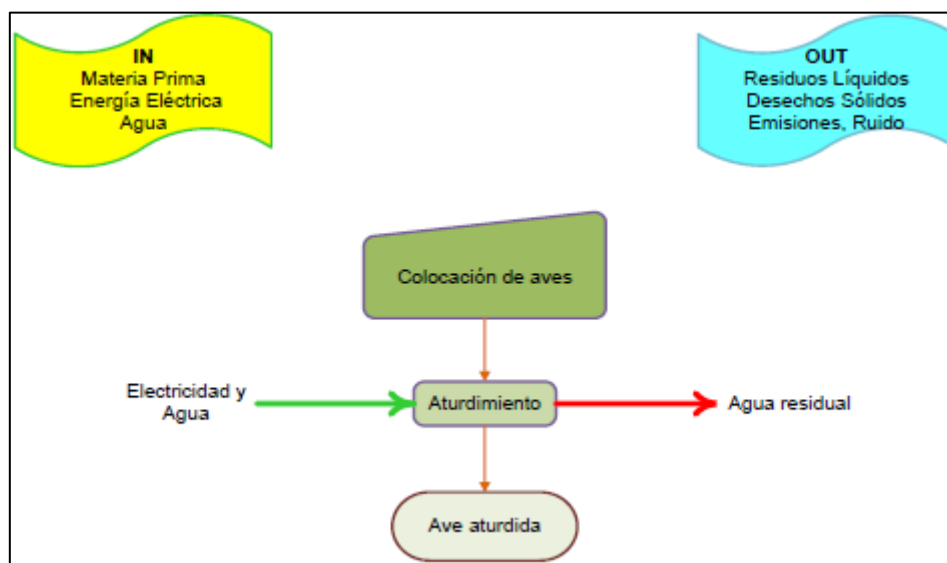 IN
Materia Prima
Energía Eléctrica
Agua
OUT
Residuos Líquidos
Desechos Sólidos
Emisiones, Ruido
Colocación de aves
Electricidad y
Agua
Aturdimiento
Agua residual
Ave aturdida